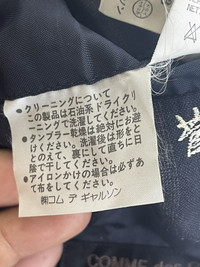 ●クリーニングについて
この製品は石油系ドライクリ
ーニングで洗濯してください。
●タンブラー乾燥は絶対にお避
けください。洗濯後は形をと
とのえて、裏に して直ちに日
陰で干してください。
●アイロンかけの場合は必ずあ
て布をしてください。
㈱コム デ ギャルソン
COMME des
NET